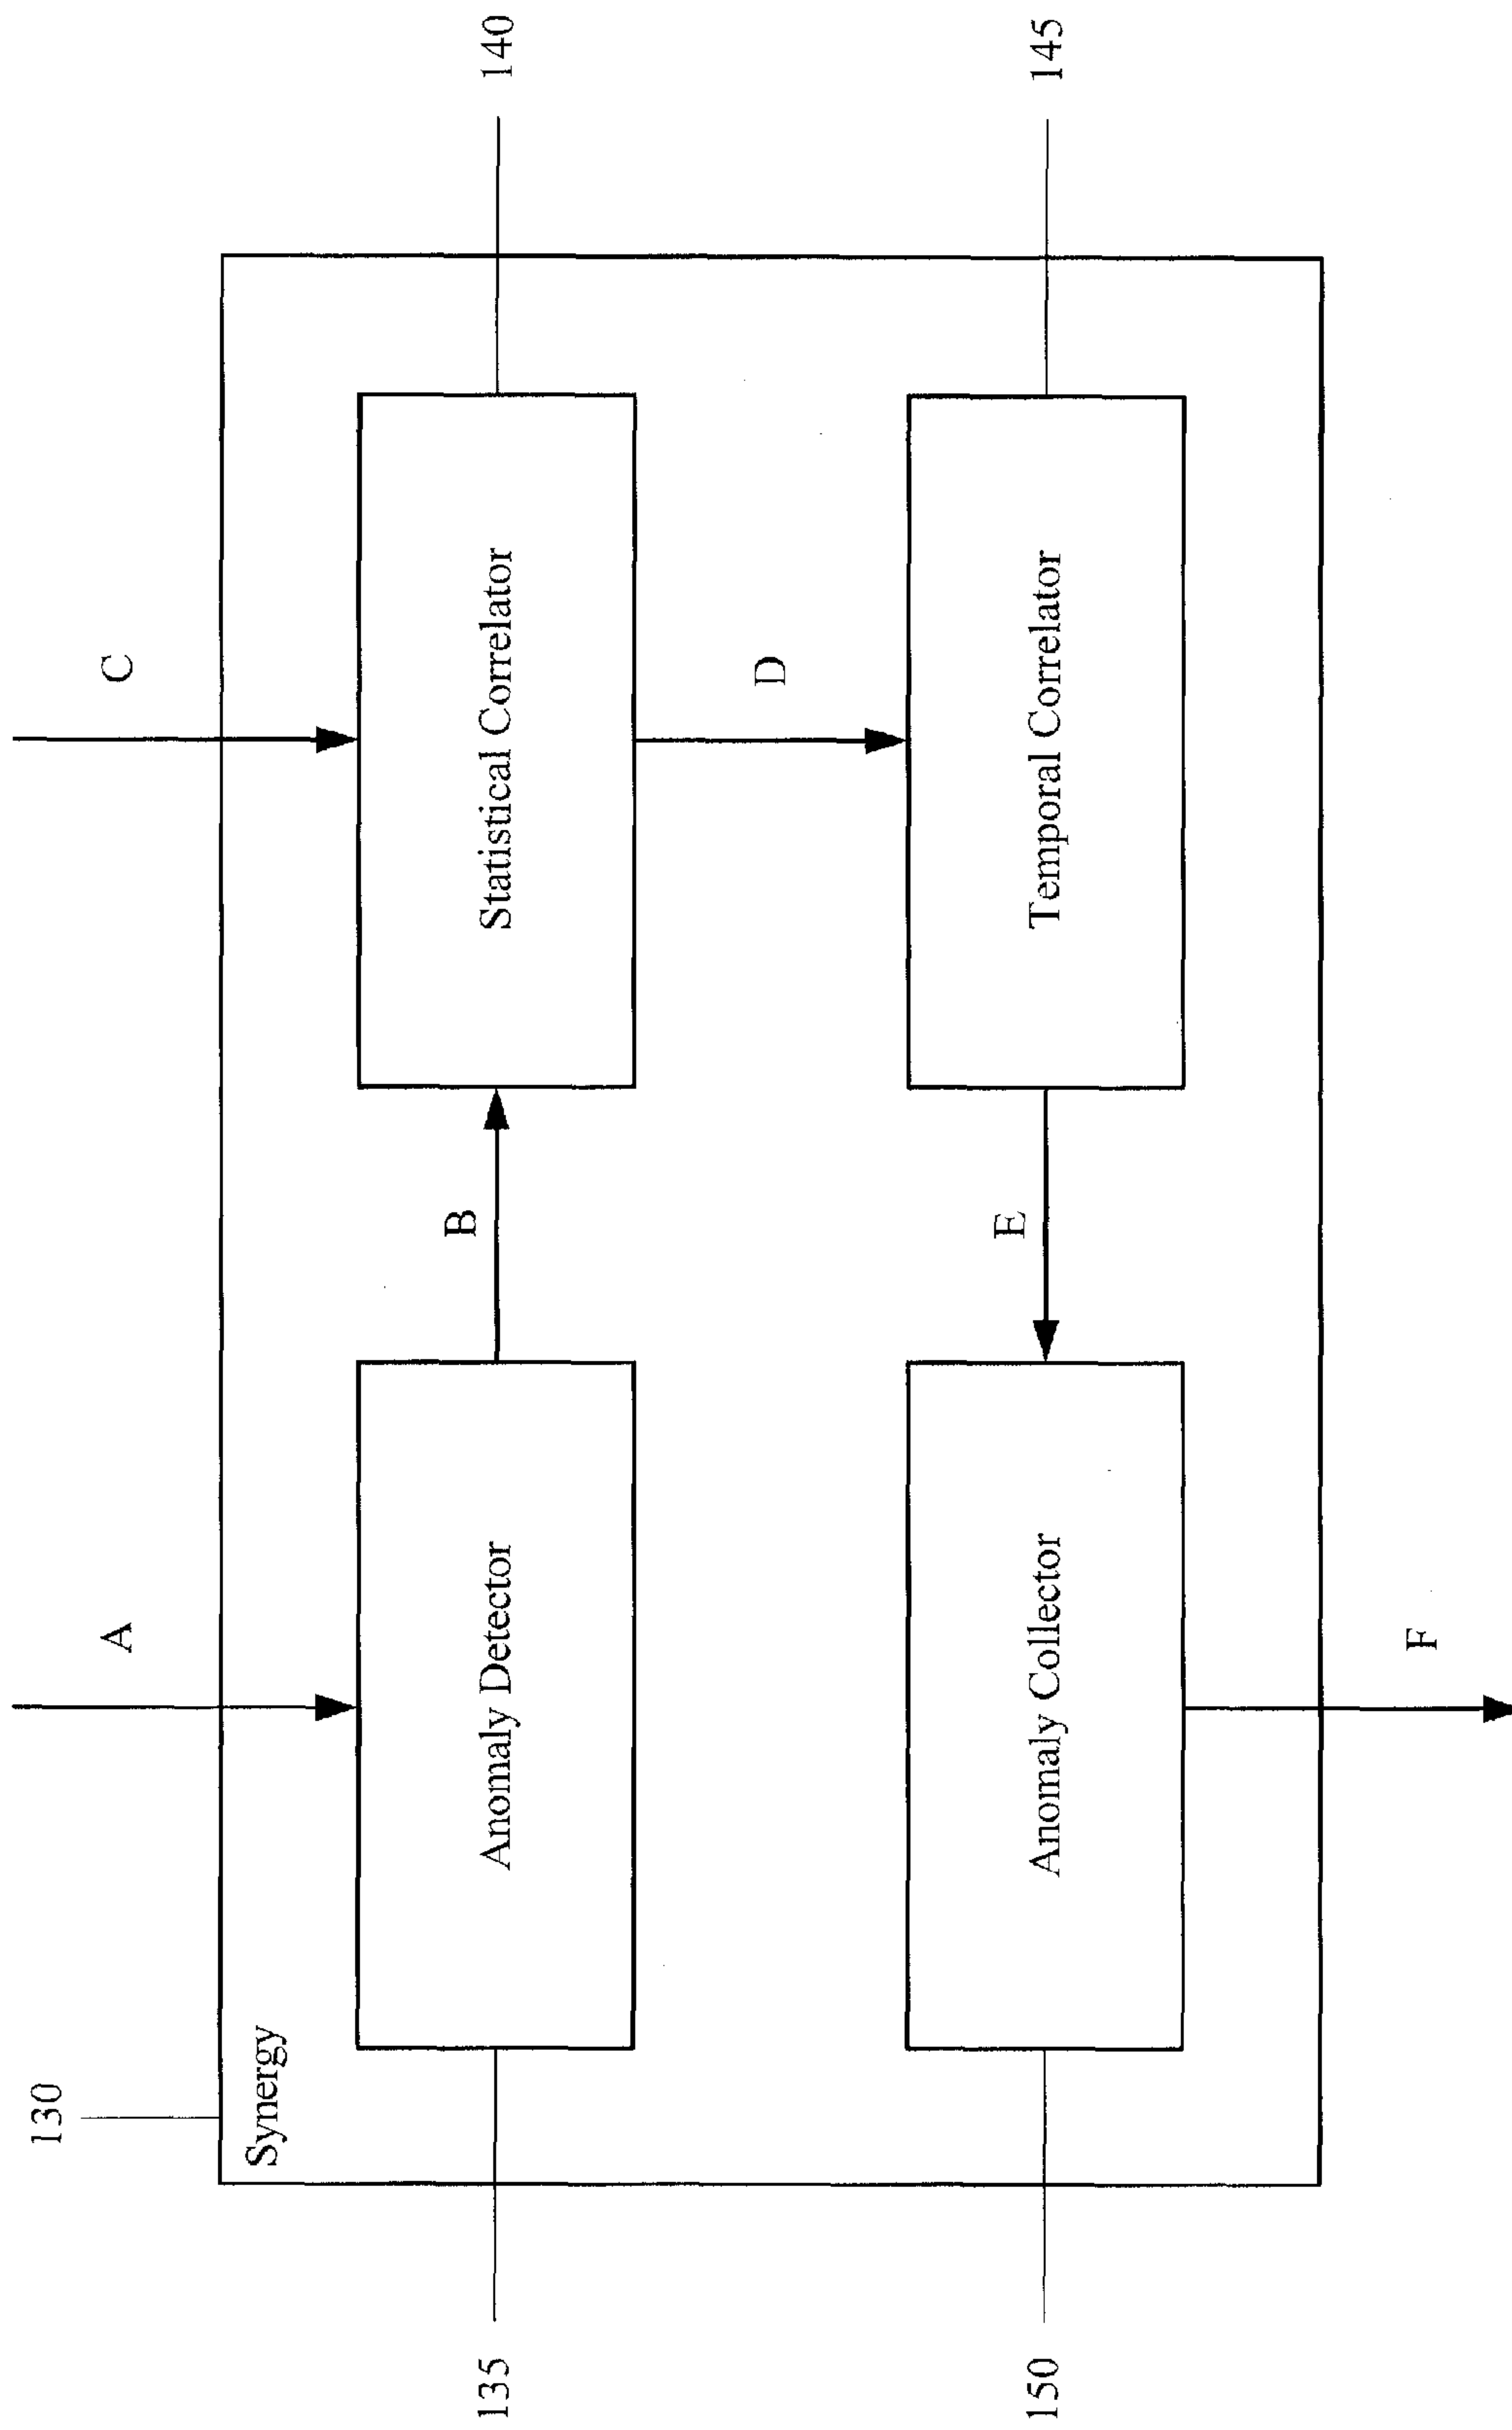 130
Synergy
A
C
135
Anomaly Detector
B
Statistical Correlator
140
D
150
Anomaly Collector
E
Temporal Correlator
145
F